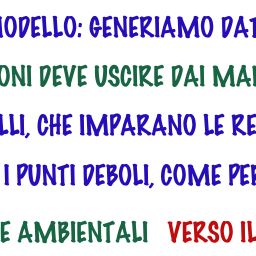 MODELLO: GENERIAMO DAT
ONI DEVE USCIRE DAI MA
LLI, CHE IMPARANO LE RE
I PUNTI DEBOLI, COME PE
E AMBIENTALI VERSO IL